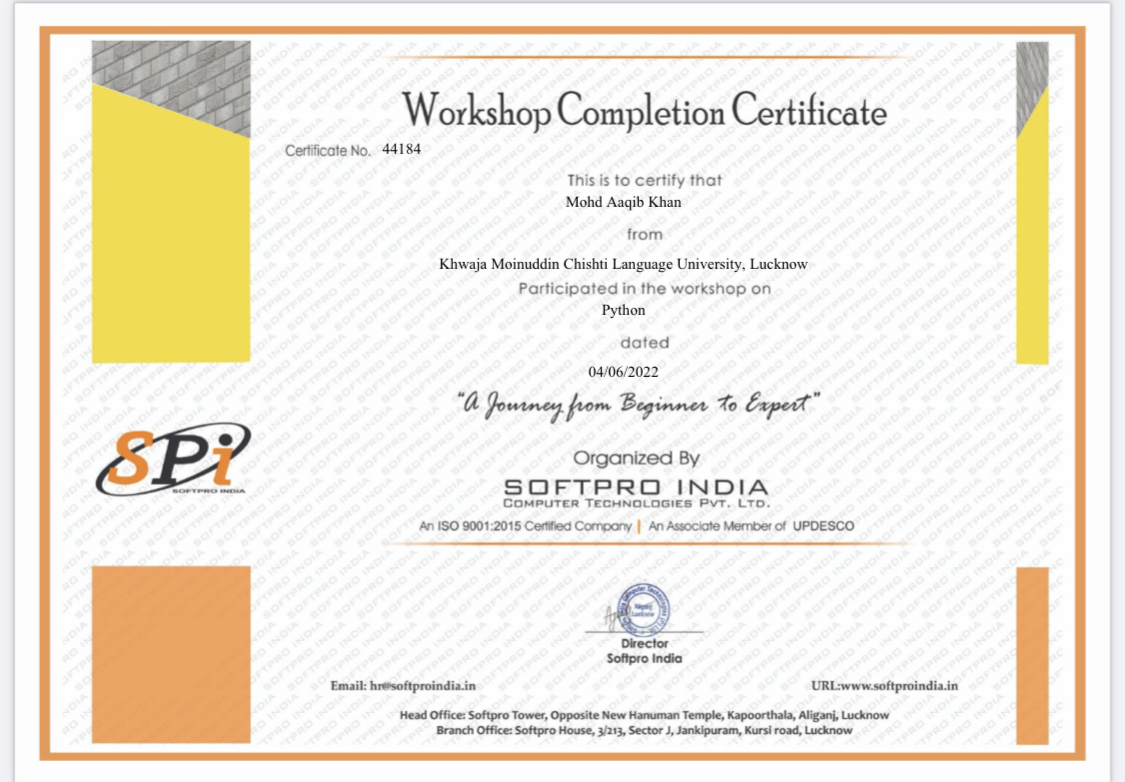 Workshop Completion Certificate
Certificate No. 44184
This is to certify that
Mohd Aaqib Khan
from
Khwaja Moinuddin Chishti Language University, Lucknow
Participated in the workshop on
Python
dated
04/06/2022
"A Journey from Beginner to Expert"
SPi
SOFTPRO INDIA
Organized By
SOFTPRO INDIA
COMPUTER TECHNOLOGIES PVT. LTD.
An ISO 9001:2015 Certified Company | An Associate Member of UPDESCO
Aliganj
Lucknow
Director
Softpro India
Email: hr@softproindia.in
URL:www.softproindia.in
Head Office: Softpro Tower, Opposite New Hanuman Temple, Kapoorthala, Aliganj, Lucknow
Branch Office: Softpro House, 3/213, Sector J, Jankipuram, Kursi road, Lucknow